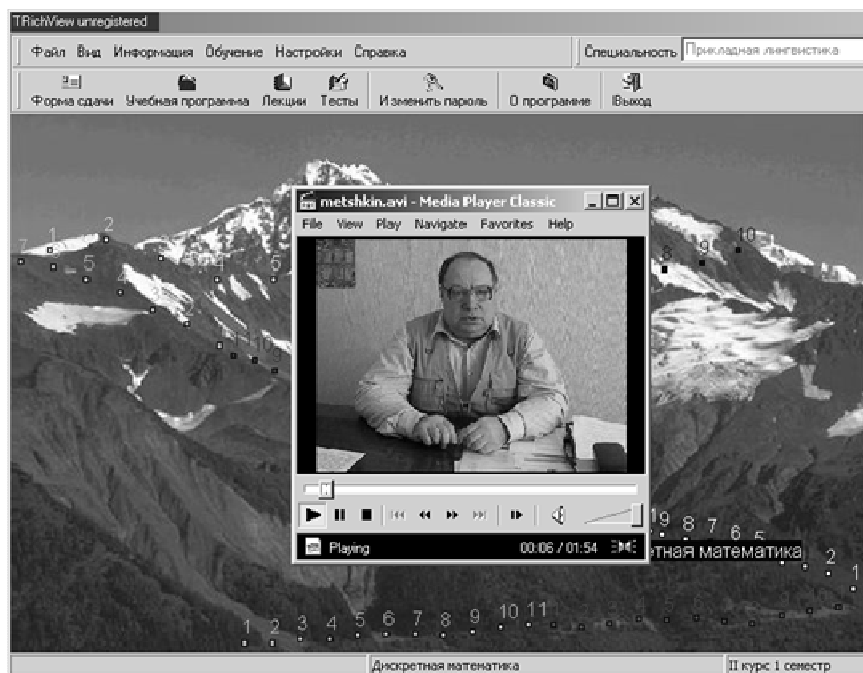 TRichView unregistered
Файл Вид Информация Обучение Настройки Справка Специальность Прикладная лингвистика
Форма сдачи Учебная программа Лекции Тесты Изменить пароль О программе Выход
metshkin.avi - Media Player Classic
File View Play Navigate Favorites Help
1 2
7 5 4 5 8 9 10
Playing 00:06 / 01:54
9 8 7 6 5
етная математика
2 1
1 2 3 4 5 6 7 8 9 10 11
Дискретная математика II курс 1 семестр